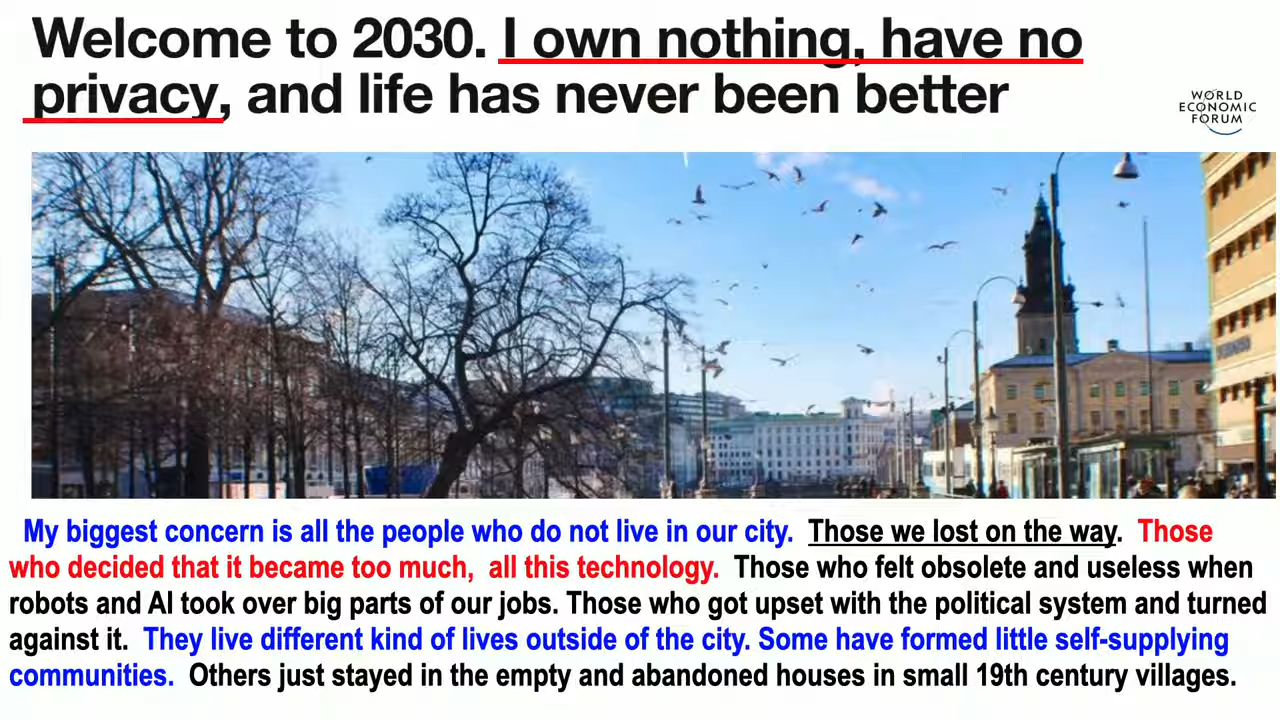 Welcome to 2030. I own nothing, have no
privacy, and life has never been better
WORLD
ECONOMIC
FORUM
My biggest concern is all the people who do not live in our city. Those we lost on the way. Those
who decided that it became too much, all this technology. Those who felt obsolete and useless when
robots and AI took over big parts of our jobs. Those who got upset with the political system and turned
against it. They live different kind of lives outside of the city. Some have formed little self-supplying
communities. Others just stayed in the empty and abandoned houses in small 19th century villages.